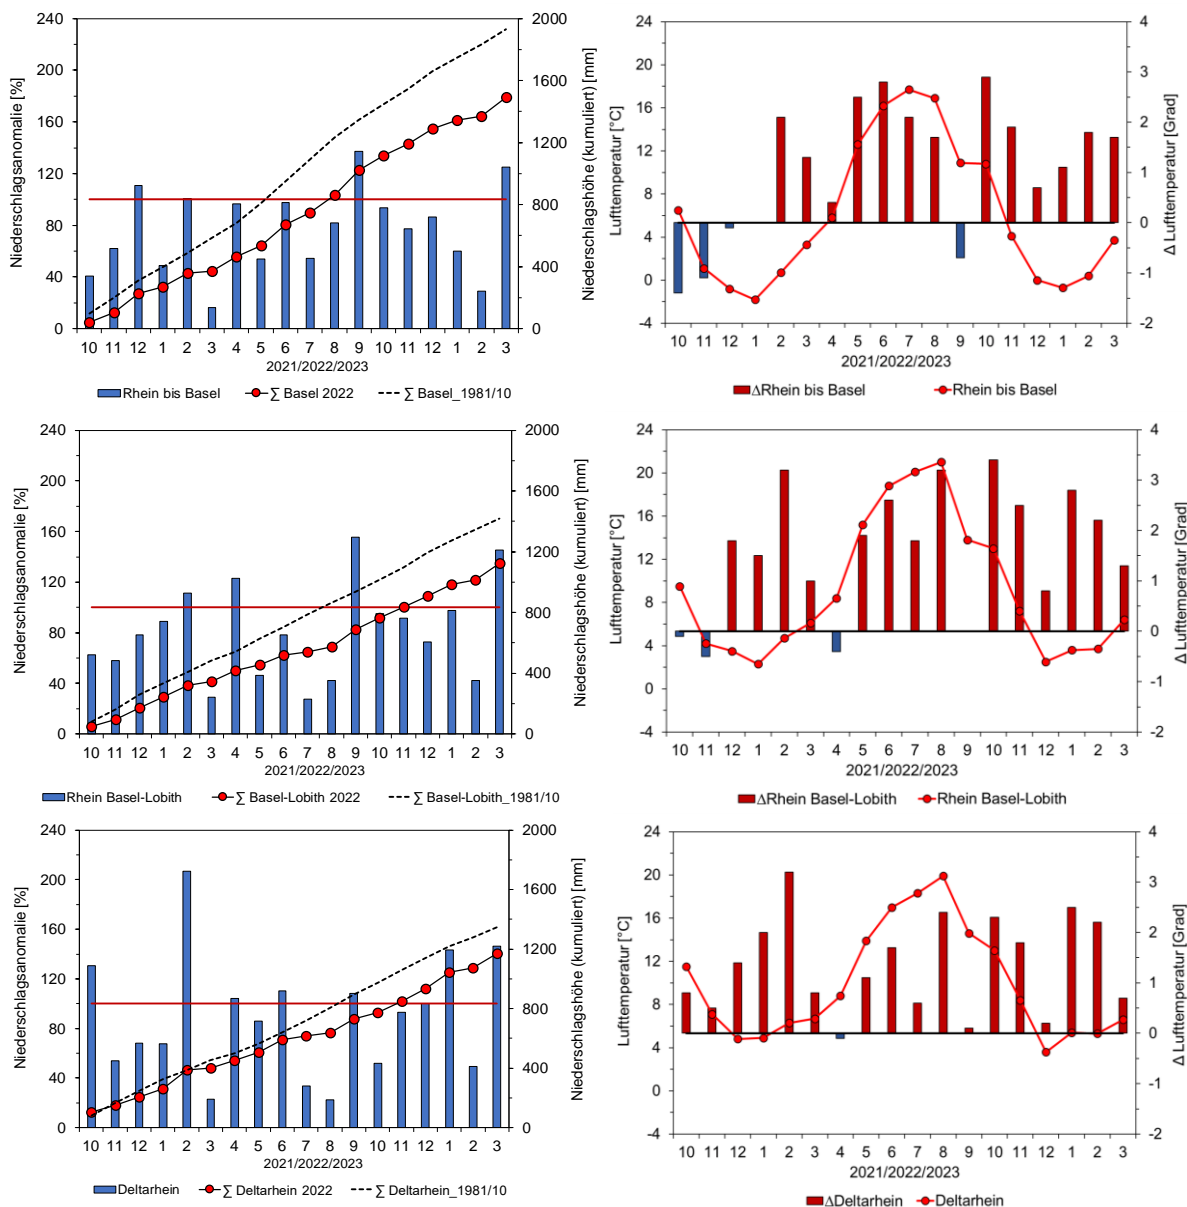 Niederschlagsanomalie [%]
240
200
160
120
80
40
0
2000
1600
1200
800
400
0
Niederschlagshöhe (kumuliert) [mm]
10 11 12 1 2 3 4 5 6 7 8 9 10 11 12 1 2 3
2021/2022/2023
Rhein bis Basel
∑ Basel 2022
∑ Basel_1981/10
Lufttemperatur [°C]
24
20
16
12
8
4
0
-4
4
3
2
1
0
-1
-2
Δ Lufttemperatur [Grad]
10 11 12 1 2 3 4 5 6 7 8 9 10 11 12 1 2 3
2021/2022/2023
ΔRhein bis Basel
Rhein bis Basel
Niederschlagsanomalie [%]
240
200
160
120
80
40
0
2000
1600
1200
800
400
0
Niederschlagshöhe (kumuliert) [mm]
10 11 12 1 2 3 4 5 6 7 8 9 10 11 12 1 2 3
2021/2022/2023
Rhein Basel-Lobith
∑ Basel-Lobith 2022
∑ Basel-Lobith_1981/10
Lufttemperatur [°C]
24
20
16
12
8
4
0
-4
4
3
2
1
0
-1
-2
Δ Lufttemperatur [Grad]
10 11 12 1 2 3 4 5 6 7 8 9 10 11 12 1 2 3
2021/2022/2023
ΔRhein Basel-Lobith
Rhein Basel-Lobith
Niederschlagsanomalie [%]
240
200
160
120
80
40
0
2000
1600
1200
800
400
0
Niederschlagshöhe (kumuliert) [mm]
10 11 12 1 2 3 4 5 6 7 8 9 10 11 12 1 2 3
2021/2022/2023
Deltarhein
∑ Deltarhein 2022
∑ Deltarhein_1981/10
Lufttemperatur [°C]
24
20
16
12
8
4
0
-4
4
3
2
1
0
-1
-2
Δ Lufttemperatur [Grad]
10 11 12 1 2 3 4 5 6 7 8 9 10 11 12 1 2 3
2021/2022/2023
ΔDeltarhein
Deltarhein